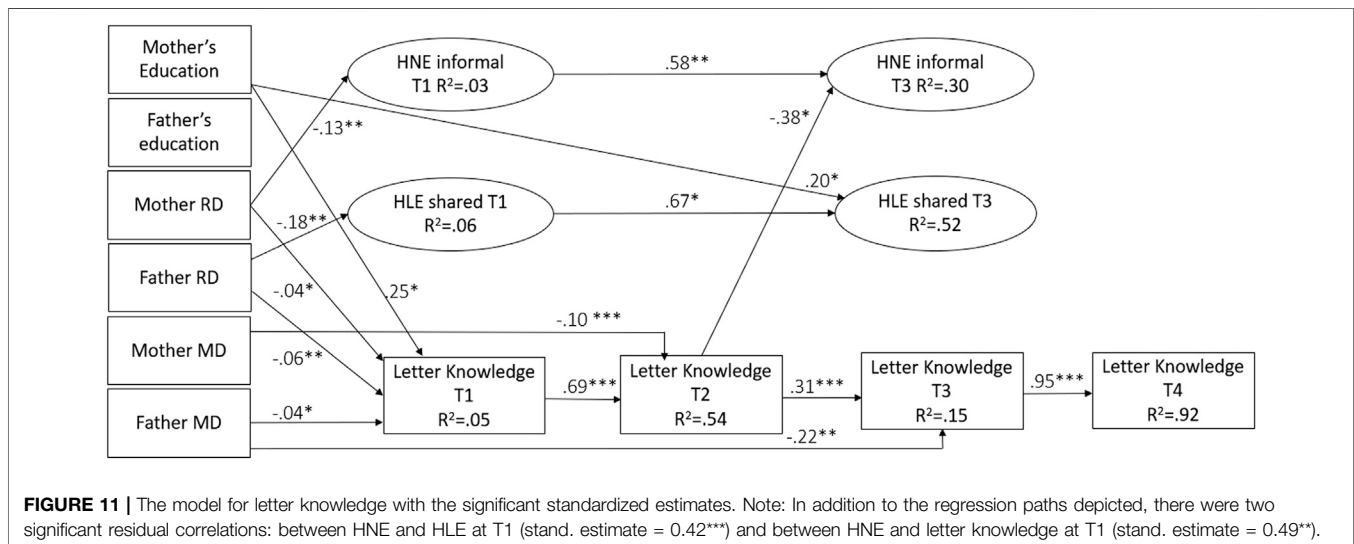 Mother's
Education
Father's
education
Mother RD
Father RD
Mother MD
Father MD
HNE informal
T1 R²=.03
.58**
HNE informal
T3 R²=.30
-.13**
-.38*
.20*
HLE shared T1
R²=.06
.67*
HLE shared T3
R²=.52
-.18**
-.04*
.25*
-.10 ***
-.06**
-.04*
Letter Knowledge
T1
R²=.05
.69***
Letter Knowledge
T2
R²=.54
.31***
Letter Knowledge
T3
R²=.15
.95***
Letter Knowledge
T4
R²=.92
-.22**
FIGURE 11 | The model for letter knowledge with the significant standardized estimates. Note: In addition to the regression paths depicted, there were two
significant residual correlations: between HNE and HLE at T1 (stand. estimate = 0.42***) and between HNE and letter knowledge at T1 (stand. estimate = 0.49**).